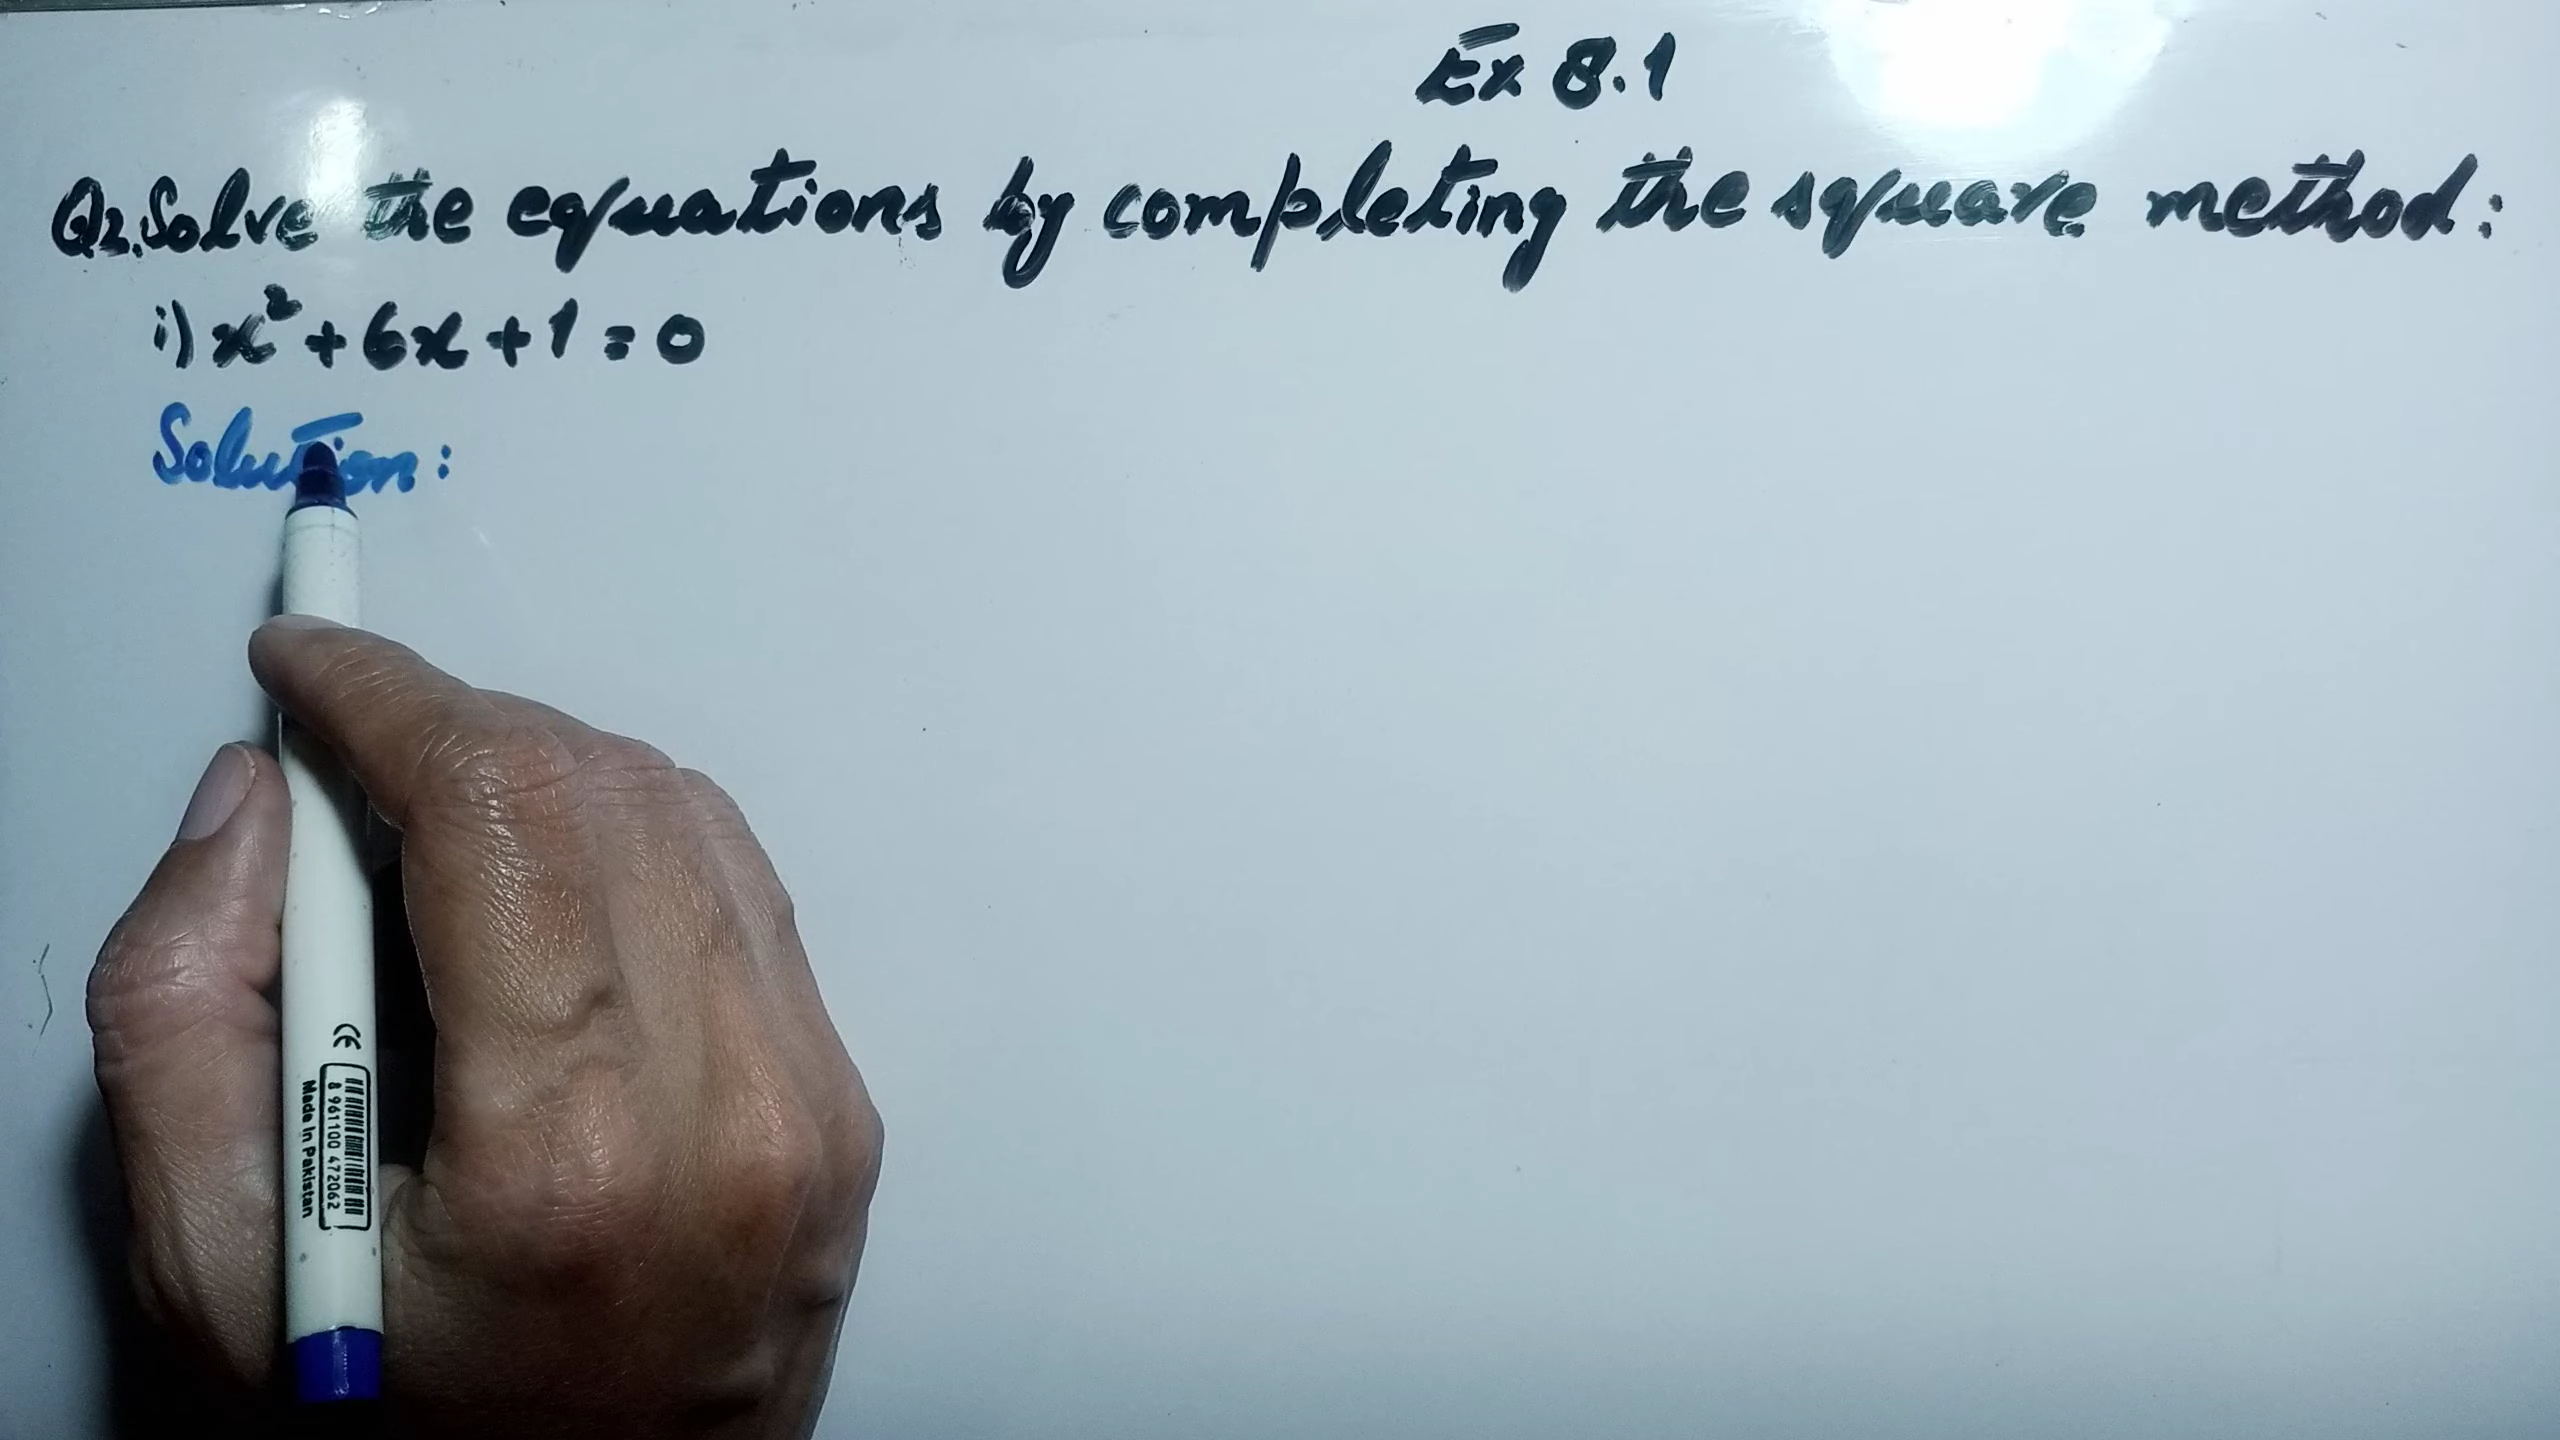 Ex 8.1
Q2. Solve the equations by completing the square method:
i) x² + 6x + 1 = 0
Solution:
CE
8 961100 472062
Made In Pakistan